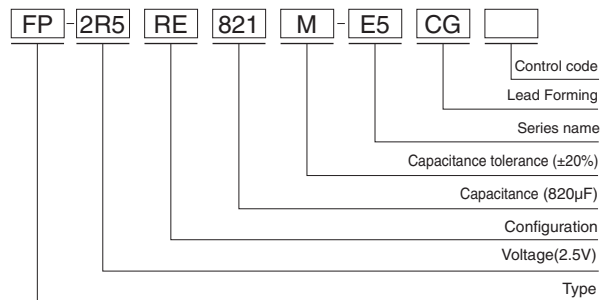 FP-2R5 RE 821 M-E5 CG
Control code
Lead Forming
Series name
Capacitance tolerance (±20%)
Capacitance (820µF)
Configuration
Voltage(2.5V)
Type